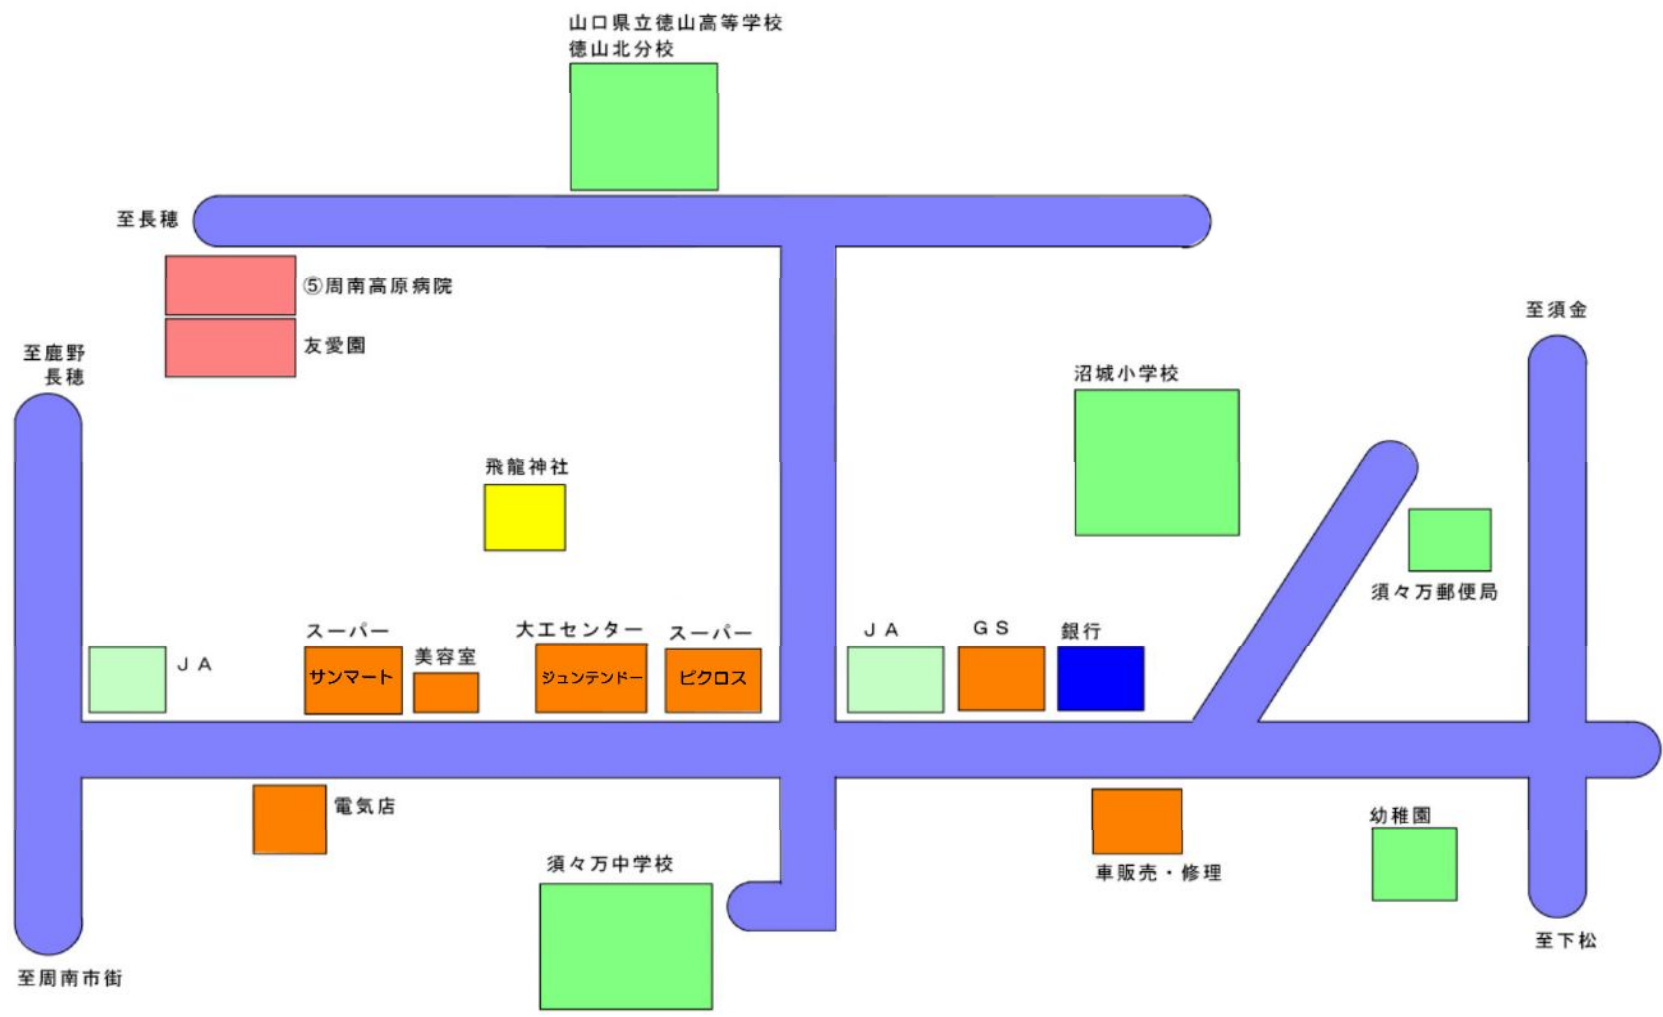 山口県立徳山高等学校
徳山北分校
至長穂
⑤周南高原病院
友愛園
至鹿野
長穂
至須金
沼城小学校
飛龍神社
須々万郵便局
ＪＡ
スーパー
サンマート
美容室
大工センター
ジュンテンドー
スーパー
ピクロス
ＪＡ
ＧＳ
銀行
電気店
須々万中学校
車販売・修理
幼稚園
至下松
至周南市街